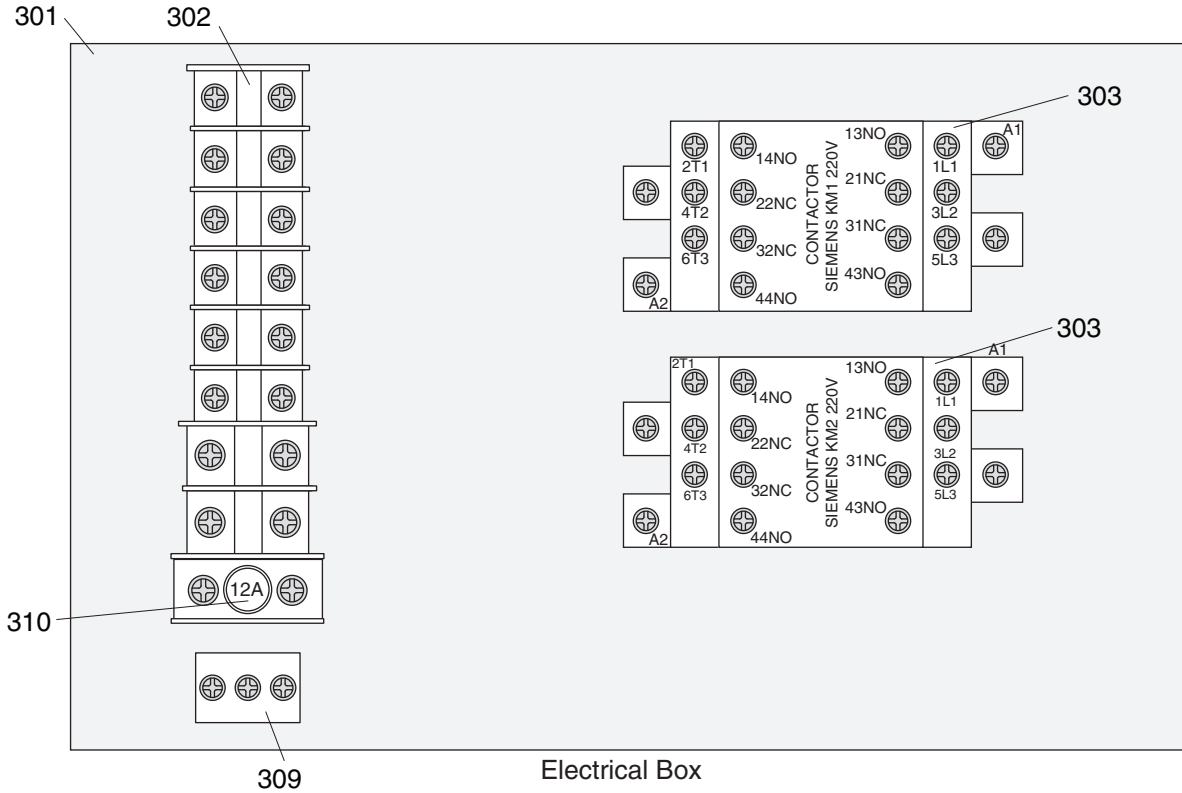 301
302
303
2T1
4T2
6T3
A2
14NO
22NC
32NC
44NO
CONTACTOR
SIEMENS KM1 220V
13NO
21NC
31NC
43NO
1L1
3L2
5L3
A1
303
2T1
4T2
6T3
A2
14NO
22NC
32NC
44NO
CONTACTOR
SIEMENS KM2 220V
13NO
21NC
31NC
43NO
1L1
3L2
5L3
A1
12A
310
309
Electrical Box